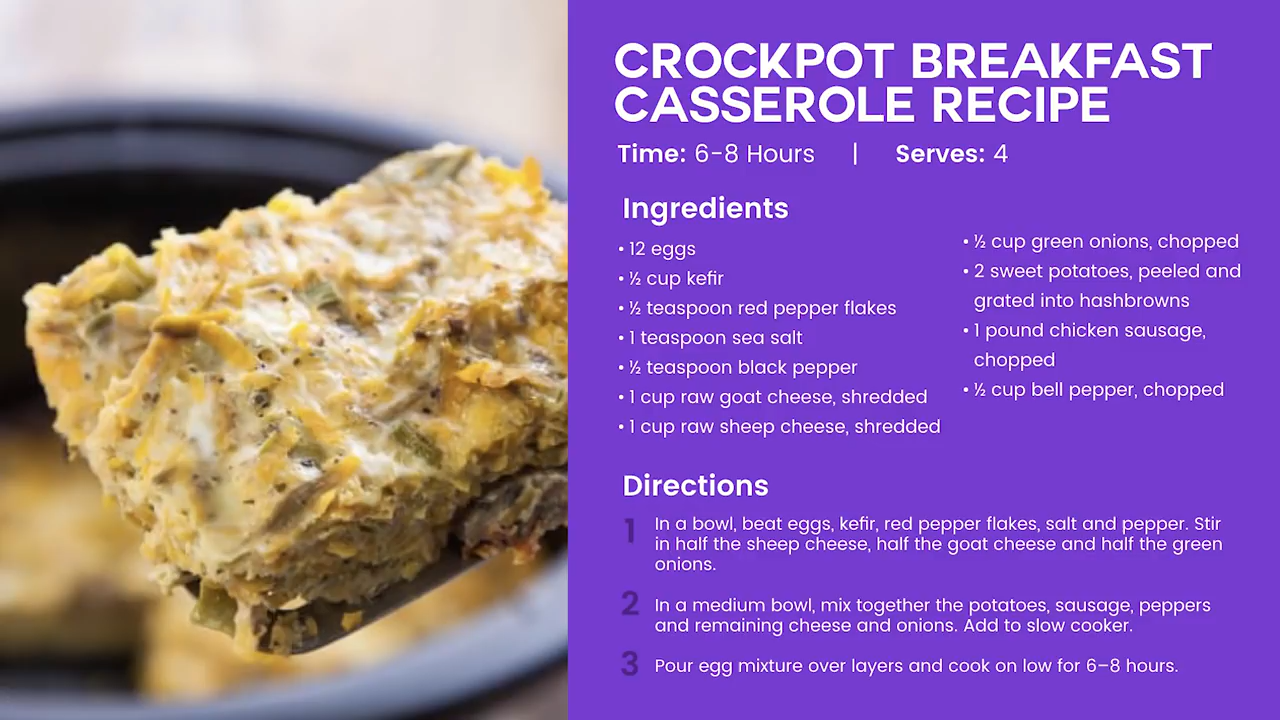 CROCKPOT BREAKFAST
CASSEROLE RECIPE
Time: 6-8 Hours | Serves: 4
Ingredients
• 12 eggs
• ½ cup kefir
• ½ teaspoon red pepper flakes
• 1 teaspoon sea salt
• ½ teaspoon black pepper
• 1 cup raw goat cheese, shredded
• 1 cup raw sheep cheese, shredded
• ½ cup green onions, chopped
• 2 sweet potatoes, peeled and
grated into hashbrowns
• 1 pound chicken sausage,
chopped
• ½ cup bell pepper, chopped
Directions
1 In a bowl, beat eggs, kefir, red pepper flakes, salt and pepper. Stir
in half the sheep cheese, half the goat cheese and half the green
onions.
2 In a medium bowl, mix together the potatoes, sausage, peppers
and remaining cheese and onions. Add to slow cooker.
3 Pour egg mixture over layers and cook on low for 6–8 hours.